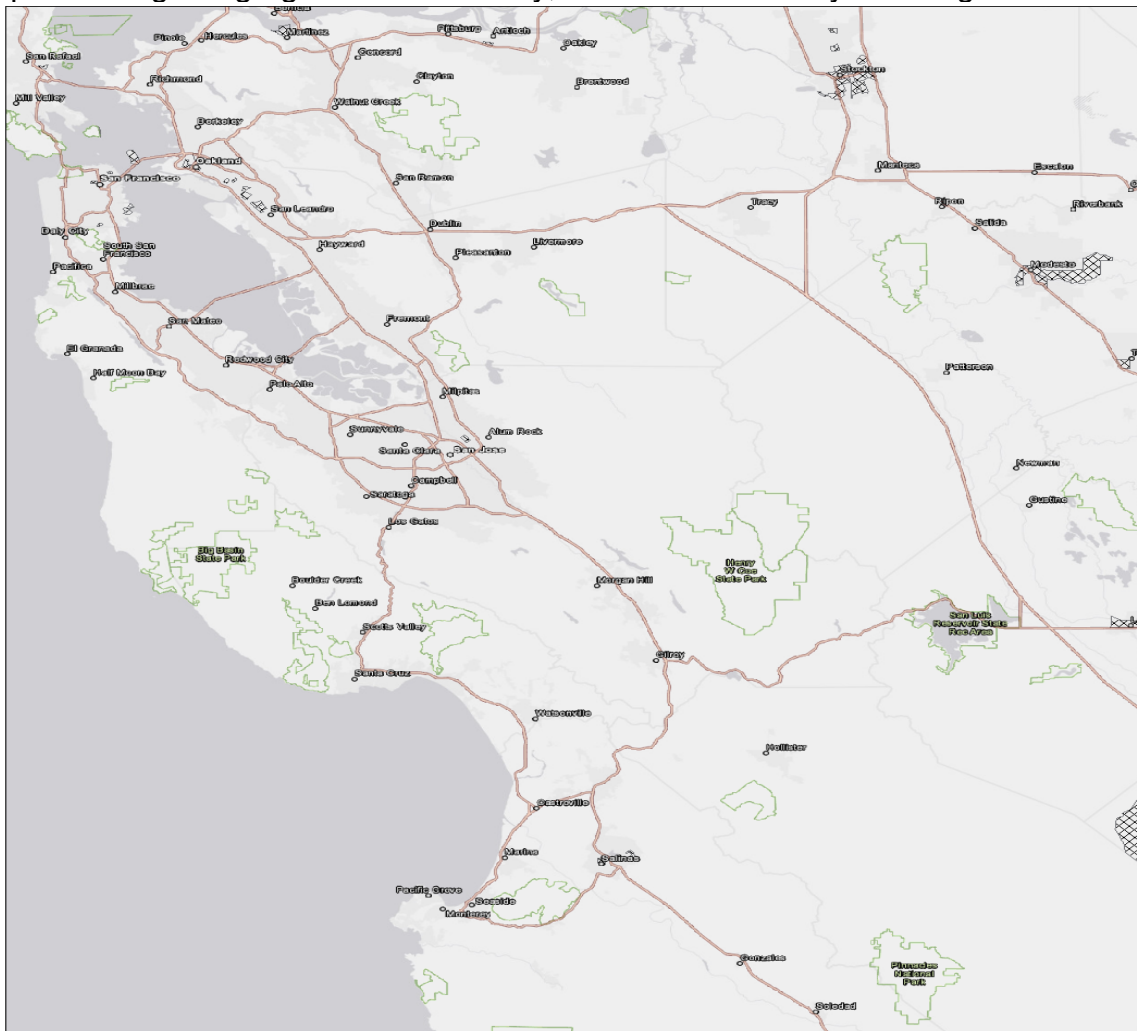 Benicia
Martinez
Pittsburg
Antioch
Oakley
Pinole
Hercules
Concord
San Rafael
Richmond
Clayton
Brentwood
Stockton
Mill Valley
Walnut Creek
Berkeley
Oakland
Manteca
Escalon
San Francisco
San Ramon
Tracy
Ripon
Riverbank
San Leandro
Salida
Dublin
Daly City
Hayward
Livermore
South San
Francisco
Pleasanton
Pacifica
Modesto
Millbrae
San Mateo
Fremont
El Granada
Redwood City
Half Moon Bay
Patterson
Palo Alto
Milpitas
Sunnyvale
Alum Rock
Santa Clara
San Jose
Newman
Campbell
Saratoga
Gustine
Los Gatos
Big Basin
State Park
Henry
W Coe
State Park
Boulder Creek
Morgan Hill
Ben Lomond
San Luis
Reservoir State
Rec Area
Scotts Valley
Gilroy
Santa Cruz
Watsonville
Hollister
Castroville
Marina
Salinas
Pacific Grove
Seaside
Monterey
Gonzales
Pinnacles
National
Park
Soledad